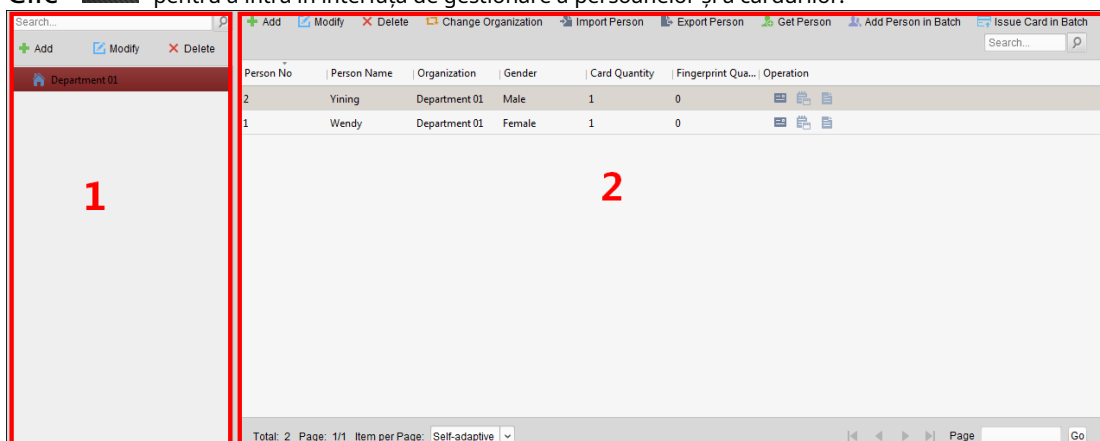 Clic pentru a intra în interfața de gestionare a persoanelor și a cardurilor.
Search...
Add Modify Delete
Department 01
1
Add Modify Delete Change Organization Import Person Export Person Get Person Add Person in Batch Issue Card in Batch
Search...
Person No Person Name Organization Gender Card Quantity Fingerprint Qua... Operation
2 Yining Department 01 Male 1 0
1 Wendy Department 01 Female 1 0
2
Total: 2 Page: 1/1 Item per Page: Self-adaptive Page Go